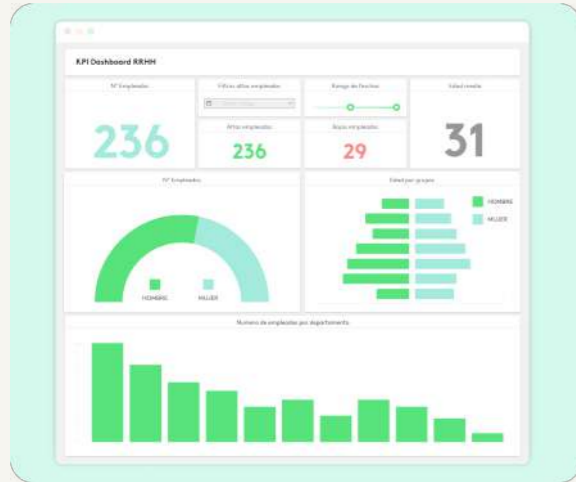 KPI Dashboard RRHH
Nº Empleados
Filtros altas empleados
Rango de fechas
Edad media
236
Altas empleados
236
Bajas empleados
29
31
Nº Empleados
Edad por grupos
HOMBRE
MUJER
HOMBRE
MUJER
Numero de empleados por departamento